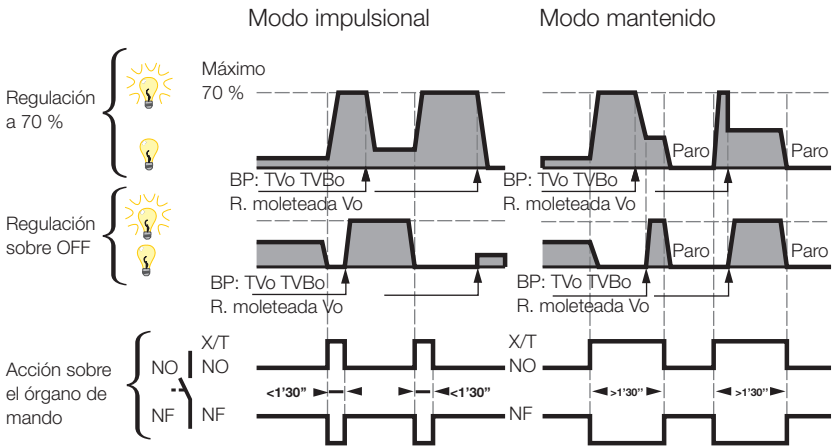 Modo impulsional
Modo mantenido
Máximo
70 %
Regulación
a 70 %
Paro
Paro
BP: TVo TVBo
R. moleteada Vo
BP: TVo TVBo
R. moleteada Vo
Regulación
sobre OFF
Paro
Paro
BP: TVo TVBo
R. moleteada Vo
BP: TVo TVBo
R. moleteada Vo
Acción sobre
el órgano de
mando
NO
NF
X/T
NO
NF
<1'30”
<1'30”
X/T
NO
NF
>1'30''
>1'30''